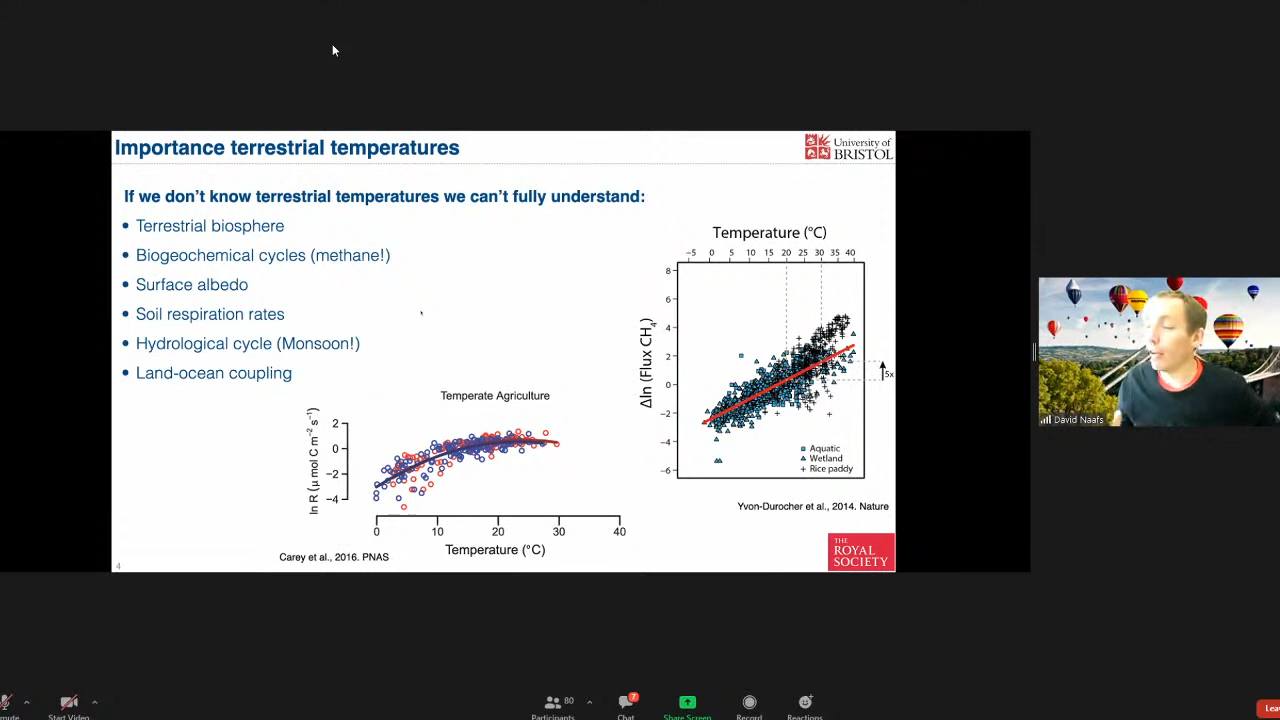 Importance terrestrial temperatures
University of
BRISTOL
If we don't know terrestrial temperatures we can't fully understand:
• Terrestrial biosphere
• Biogeochemical cycles (methane!)
• Surface albedo
• Soil respiration rates
• Hydrological cycle (Monsoon!)
• Land-ocean coupling
Temperature (°C)
−5 0 5 10 15 20 25 30 35 40
8
6
4
2
0
−2
−4
−6
Δln (Flux CH4)
5x
Aquatic
Wetland
+ Rice paddy
Yvon-Durocher et al., 2014. Nature
Temperate Agriculture
ln R (μ mol C m⁻² s⁻¹)
2
0
−2
−4
0 10 20 30 40
Temperature (°C)
Carey et al., 2016. PNAS
THE
ROYAL
SOCIETY
4
David Naafs
mute
Start Video
80
Participants
7
Chat
Share Screen
Record
Reactions
Lea